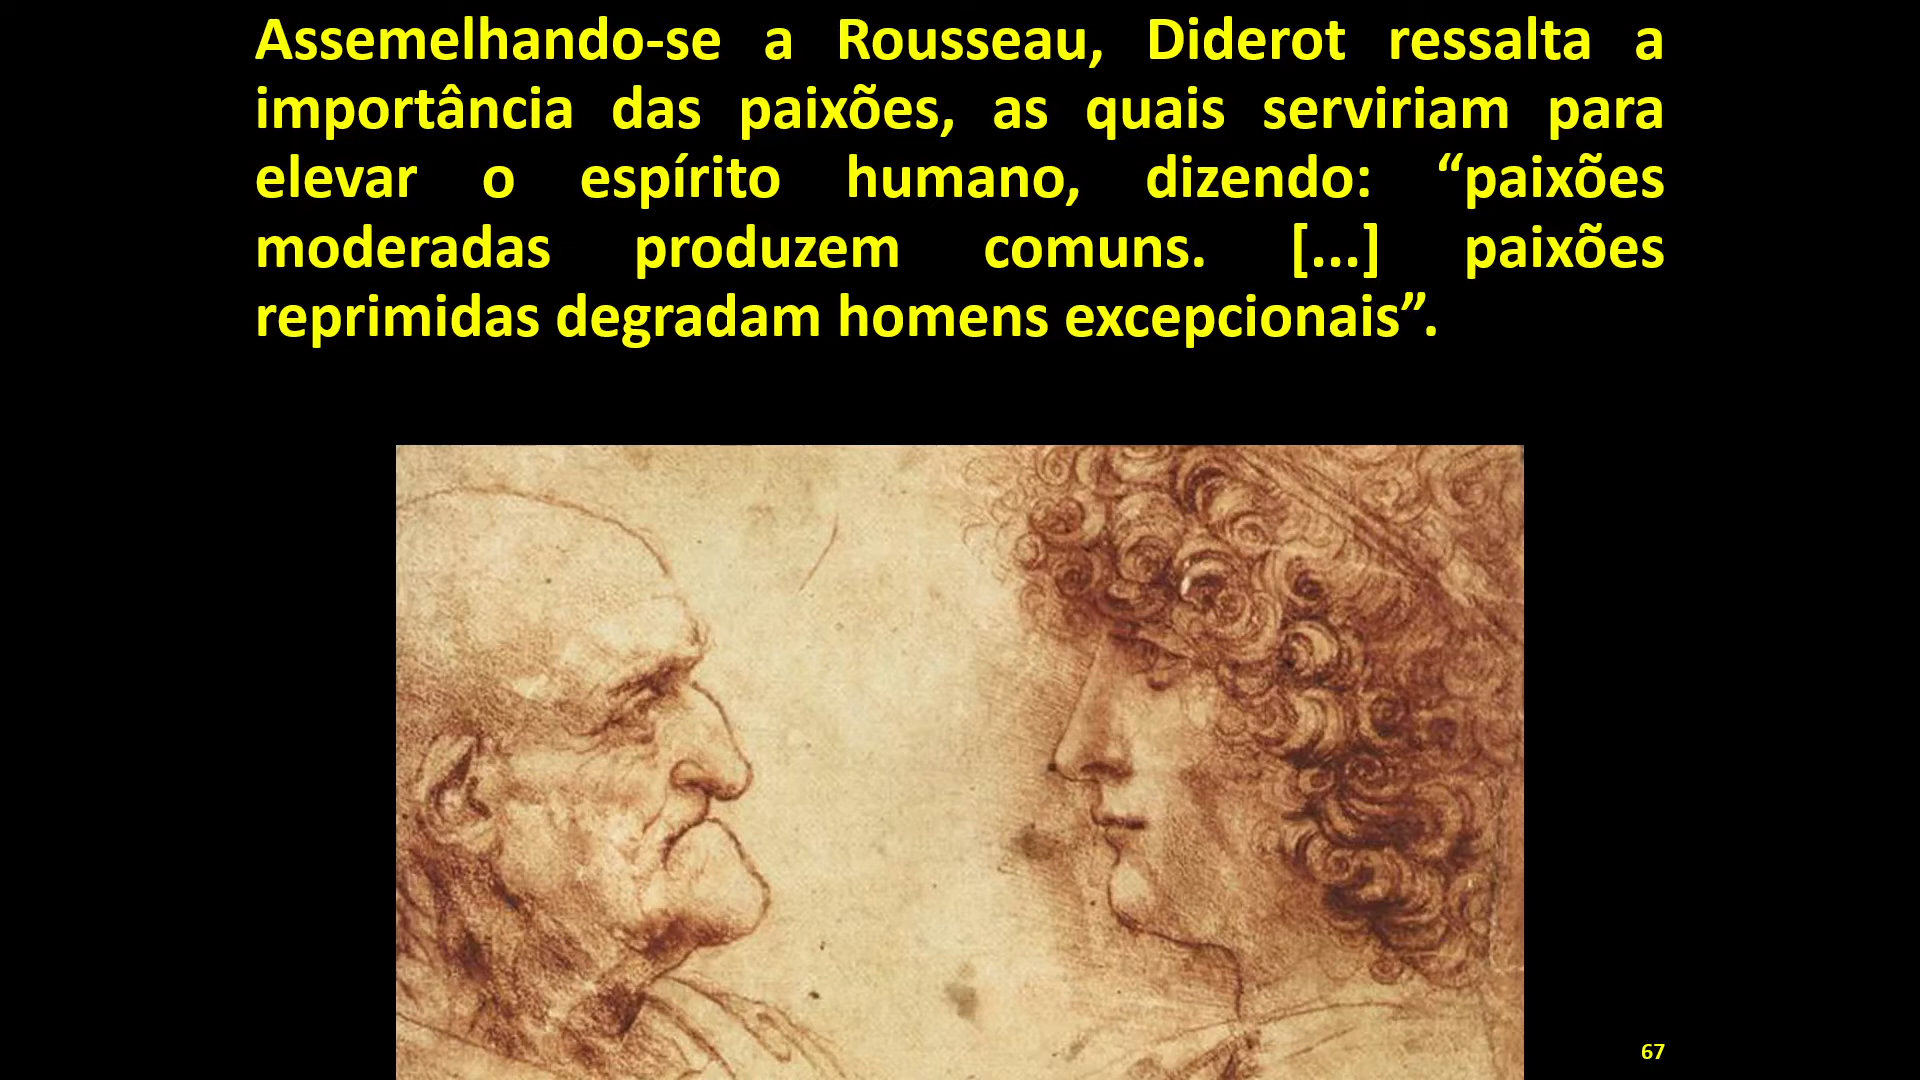 Assemelhando-se a Rousseau, Diderot ressalta a
importância das paixões, as quais serviriam para
elevar o espírito humano, dizendo: “paixões
moderadas produzem comuns. [...] paixões
reprimidas degradam homens excepcionais”.
67